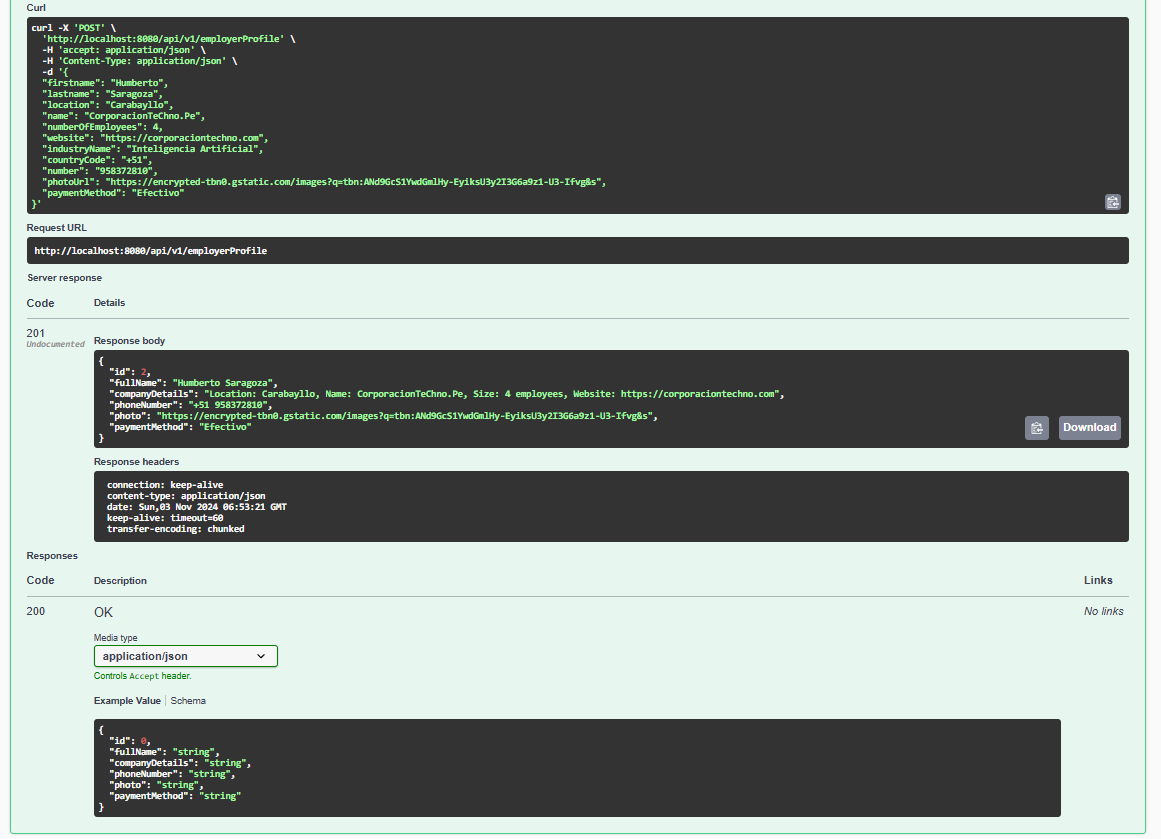 Curl
curl -X 'POST' \
'http://localhost:8080/api/v1/employerProfile' \
-H 'accept: application/json' \
-H 'Content-Type: application/json' \
-d '{
"firstname": "Humberto",
"lastname": "Saragoza",
"location": "Carabayllo",
"name": "CorporacionTeChno.Pe",
"numberOfEmployees": 4,
"website": "https://corporaciontechno.com",
"industryName": "Inteligencia Artificial",
"countryCode": "+51",
"number": "958372810",
"photoUrl": "https://encrypted-tbn0.gstatic.com/images?q=tbn:ANd9GcS1YwdGmlHy-EyiksU3y2I3G6a9z1-U3-Ifvg&s",
"paymentMethod": "Efectivo"
}'
Request URL
http://localhost:8080/api/v1/employerProfile
Server response
Code Details
201
Undocumented
Response body
{
"id": 2,
"fullName": "Humberto Saragoza",
"companyDetails": "Location: Carabayllo, Name: CorporacionTeChno.Pe, Size: 4 employees, Website: https://corporaciontechno.com",
"phoneNumber": "+51 958372810",
"photo": "https://encrypted-tbn0.gstatic.com/images?q=tbn:ANd9GcS1YwdGmlHy-EyiksU3y2I3G6a9z1-U3-Ifvg&s",
"paymentMethod": "Efectivo"
}
Download
Response headers
connection: keep-alive
content-type: application/json
date: Sun,03 Nov 2024 06:53:21 GMT
keep-alive: timeout=60
transfer-encoding: chunked
Responses
Code Description Links
200 OK No links
Media type
application/json
Controls Accept header.
Example Value Schema
{
"id": 0,
"fullName": "string",
"companyDetails": "string",
"phoneNumber": "string",
"photo": "string",
"paymentMethod": "string"
}